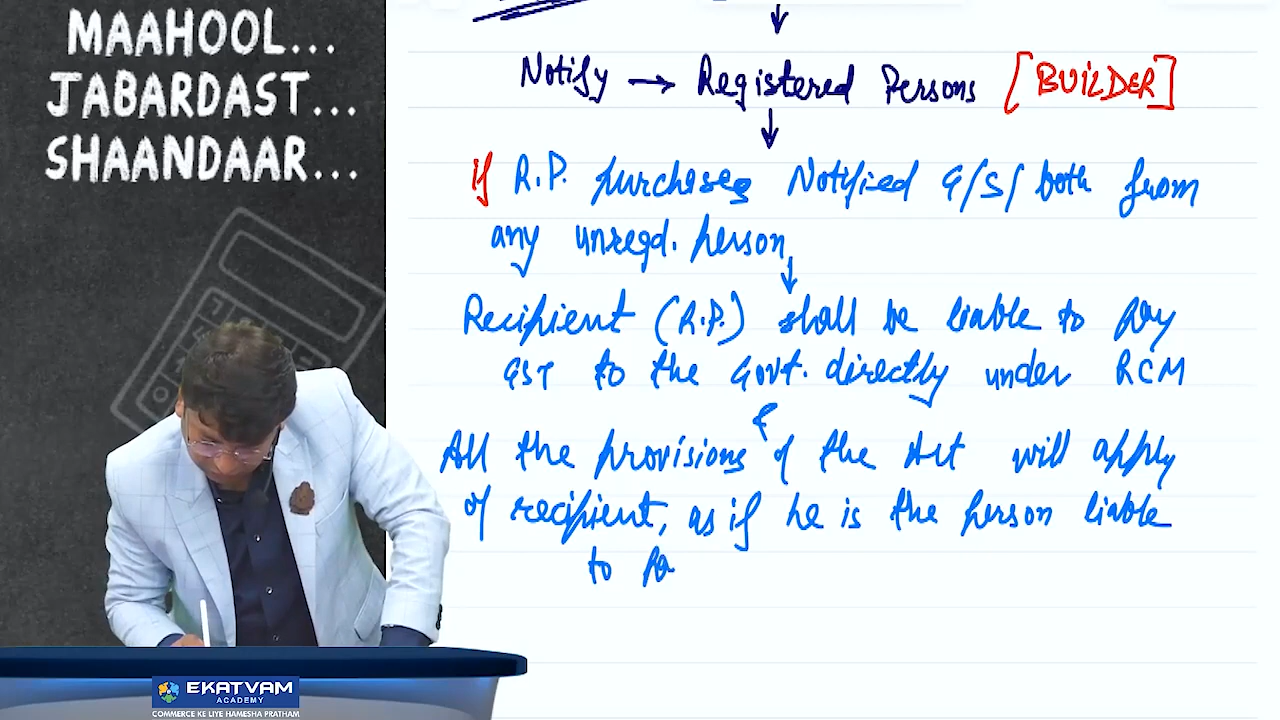 MAAHOOL...
JABARDAST...
SHAANDAAR...
Notify → Registered Persons [BUILDER]
↓
If R.P. purchases Notified G/S/both from
any unregd. person
↓
Recipient (R.P.) shall be liable to pay
GST to the Govt. directly under RCM
&
All the provisions of the Act will apply
of recipient, as if he is the person liable
to pa
EKATVAM
ACADEMY
COMMERCE KE LIYE HAMESHA PRATHAM